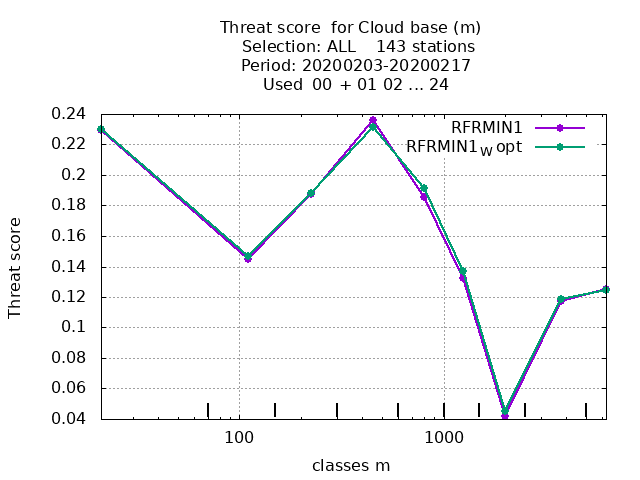 Threat score  for Cloud base (m)
Selection: ALL    143 stations
Period: 20200203-20200217
Used  00  + 01 02 ... 24
RFRMIN1
RFRMIN1W opt
0.24
0.22
0.2
0.18
0.16
0.14
0.12
0.1
0.08
0.06
0.04
Threat score
100 1000
classes m